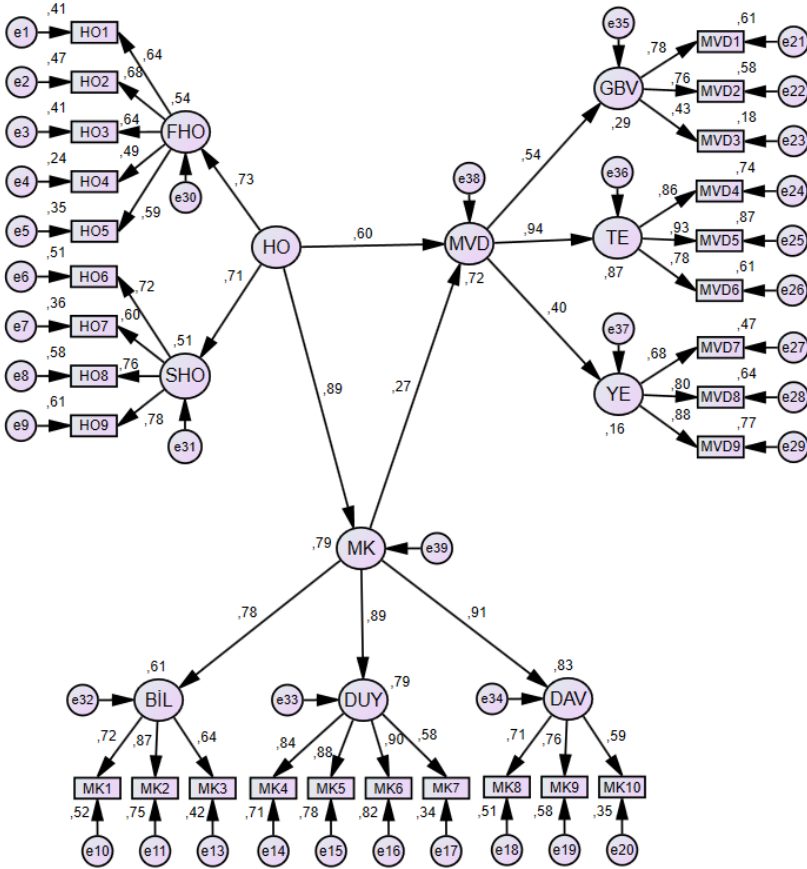 e1 ,41 HO1 ,64
e2 ,47 HO2 ,68
e3 ,41 HO3 ,64 ,54 FHO
e4 ,24 HO4 ,49 e30
e5 ,35 HO5 ,59
e6 ,51 HO6 ,72
e7 ,36 HO7 ,60 ,51
e8 ,58 HO8 ,76 SHO
e9 ,61 HO9 ,78 e31
,73
HO
,71
,60
,89
,27
e38
MVD
,72
,54
,94
,40
e35
GBV
,29
,78 MVD1 ,61 e21
,76 MVD2 ,58 e22
,43 MVD3 ,18 e23
e36
TE
,87
,86 MVD4 ,74 e24
,93 MVD5 ,87 e25
,78 MVD6 ,61 e26
e37
YE
,16
,68 MVD7 ,47 e27
,80 MVD8 ,64 e28
,88 MVD9 ,77 e29
,79 MK e39
,78 ,89 ,91
,61 ,79 ,83
e32 BİL e33 DUY e34 DAV
,72 ,87 ,64 ,84 ,88 ,90 ,58 ,71 ,76 ,59
MK1 MK2 MK3 MK4 MK5 MK6 MK7 MK8 MK9 MK10
,52 ,75 ,42 ,71 ,78 ,82 ,34 ,51 ,58 ,35
e10 e11 e13 e14 e15 e16 e17 e18 e19 e20